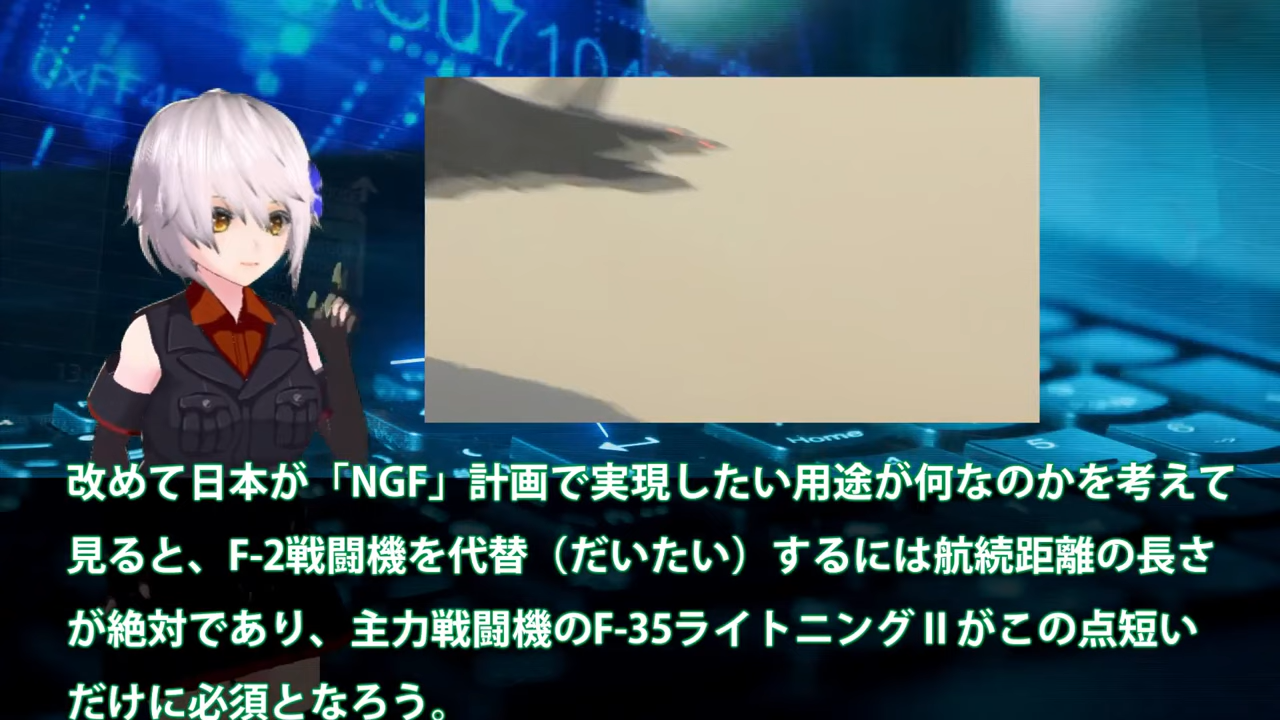 0xFF4F
Home
5
6
改めて日本が「NGF」計画で実現したい用途が何なのかを考えて
見ると、F-2戦闘機を代替（だいたい）するには航続距離の長さ
が絶対であり、主力戦闘機のF-35ライトニングⅡがこの点短い
だけに必須となろう。